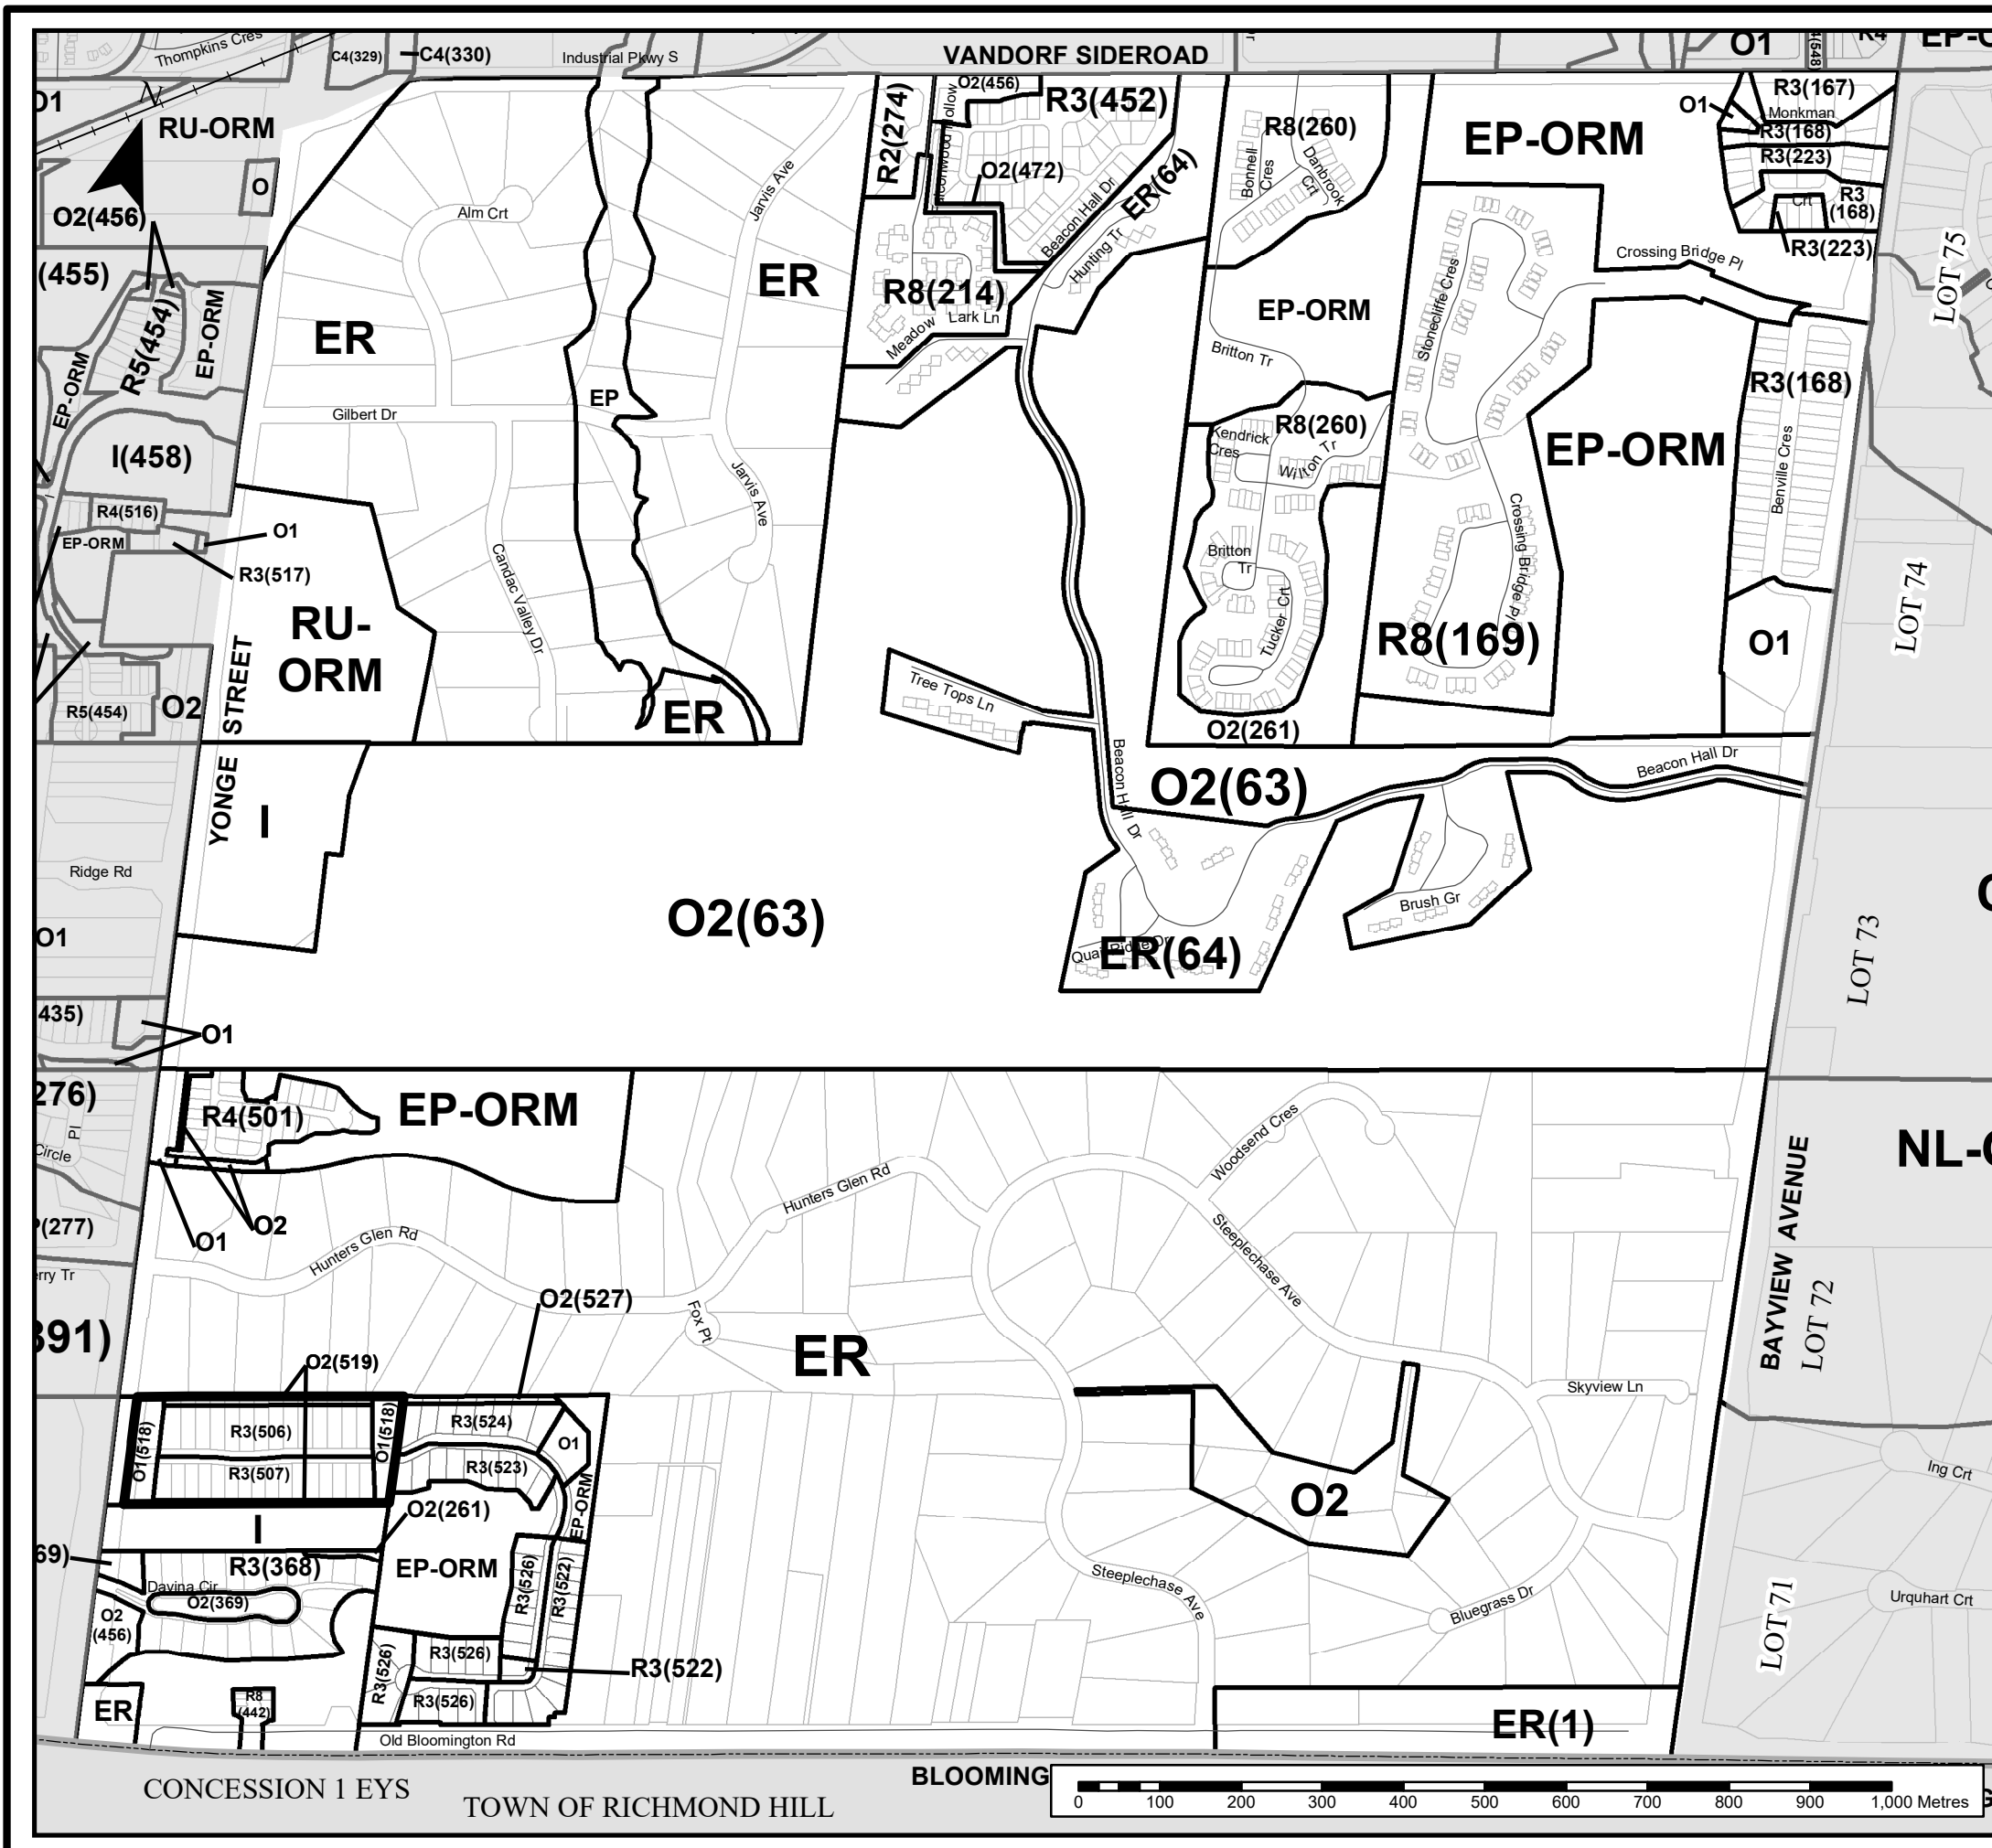 Thompkins Cres
C4(329)
C4(330)
Industrial Pkwy S
VANDORF SIDEROAD
O1
R4
N
RU-ORM
O
O2(456)
(455)
R5(454)
EP-ORM
EP-ORM
I(458)
R4(516)
EP-ORM
O1
R3(517)
R5(454)
O2
YONGE STREET
RU-
ORM
ER
Alm Crt
Gilbert Dr
Candac Valley Dr
EP
Jarvis Ave
Jarvis Ave
ER
ER
R2(274)
O2(456)
R3(452)
O2(472)
Beacon Hall Dr
ER(64)
Hunting Tr
R8(214)
Meadow
Lark Ln
R8(260)
Bonnell
Cres
Danbrook
Crt
EP-ORM
Britton Tr
R8(260)
Kendrick
Cres
Wilton Tr
Britton
Tr
Tucker Crt
O2(261)
EP-ORM
Stonecliffe Cres
Crossing Bridge Pl
Crossing Bridge Pl
R8(169)
EP-ORM
O1
R3(167)
Monkman
R3(168)
R3(223)
Crt
R3
(168)
R3(223)
R3(168)
Benville Cres
O1
LOT 75
LOT 74
Tree Tops Ln
Beacon Hall Dr
O2(63)
Beacon Hall Dr
YONGE STREET
I
Ridge Rd
O1
O2(63)
ER(64)
Brush Gr
LOT 73
435)
O1
276)
Pl
Circle
R4(501)
EP-ORM
O1
O2
Hunters Glen Rd
Hunters Glen Rd
Woodsend Cres
Steeplechase Ave
BAYVIEW AVENUE
LOT 72
O2(527)
Fox Pt
ER
Skyview Ln
O2(519)
O1(518)
R3(506)
R3(507)
O1(518)
R3(524)
O1
R3(523)
EP-ORM
O2(261)
I
EP-ORM
R3(368)
Davina Cir
O2(369)
O2
(456)
R3(526)
R3(522)
R3(526)
R3(526)
R3(526)
R3(522)
ER
R8
(442)
Old Bloomington Rd
O2
Steeplechase Ave
Bluegrass Dr
ER(1)
Ing Crt
Urquhart Crt
LOT 71
CONCESSION 1 EYS
TOWN OF RICHMOND HILL
BLOOMING
0 100 200 300 400 500 600 700 800 900 1,000 Metres